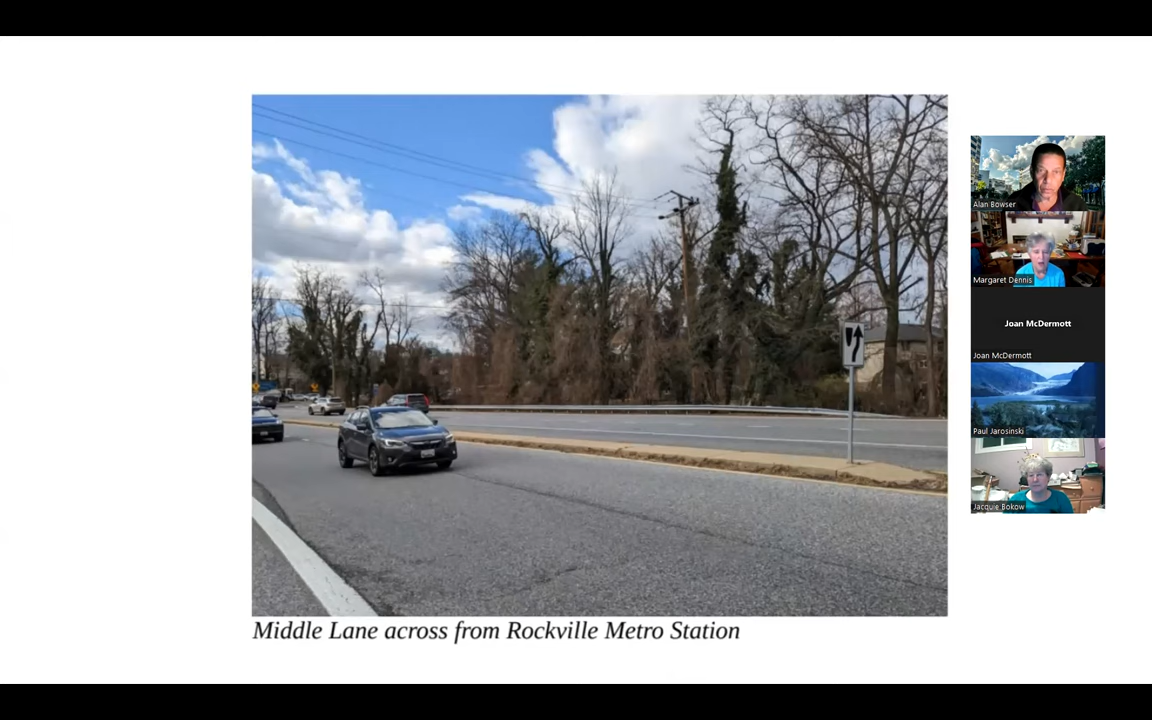 Alan Bowser
Margaret Dennis
Joan McDermott
Joan McDermott
Paul Jarosinski
Jacquie Bokow
Middle Lane across from Rockville Metro Station